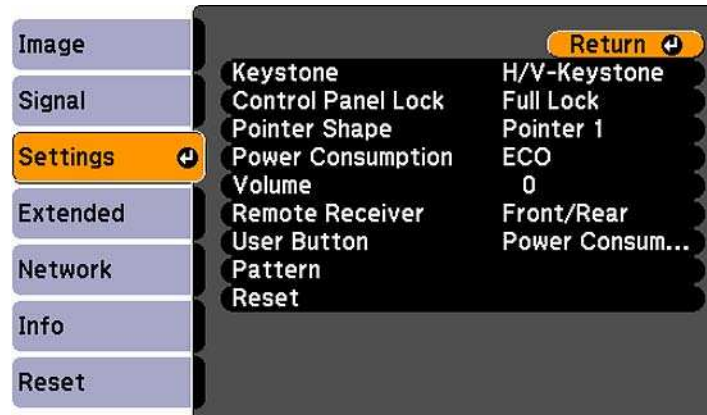 Image
Signal
Settings
Extended
Network
Info
Reset
Return
Keystone H/V-Keystone
Control Panel Lock Full Lock
Pointer Shape Pointer 1
Power Consumption ECO
Volume 0
Remote Receiver Front/Rear
User Button Power Consum...
Pattern
Reset